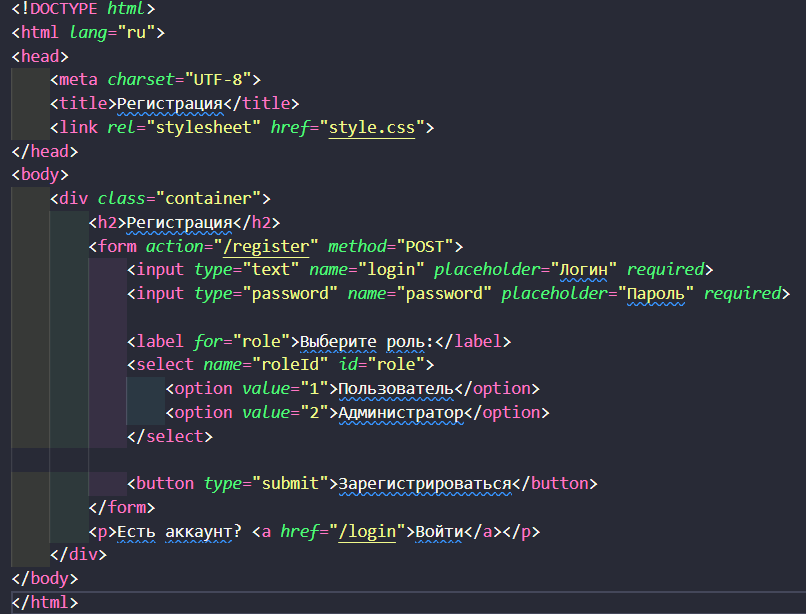 <!DOCTYPE html>
<html lang="ru">
<head>
    <meta charset="UTF-8">
    <title>Регистрация</title>
    <link rel="stylesheet" href="style.css">
</head>
<body>
    <div class="container">
        <h2>Регистрация</h2>
        <form action="/register" method="POST">
            <input type="text" name="login" placeholder="Логин" required>
            <input type="password" name="password" placeholder="Пароль" required>

            <label for="role">Выберите роль:</label>
            <select name="roleId" id="role">
                <option value="1">Пользователь</option>
                <option value="2">Администратор</option>
            </select>

            <button type="submit">Зарегистрироваться</button>
        </form>
        <p>Есть аккаунт? <a href="/login">Войти</a></p>
    </div>
</body>
</html>